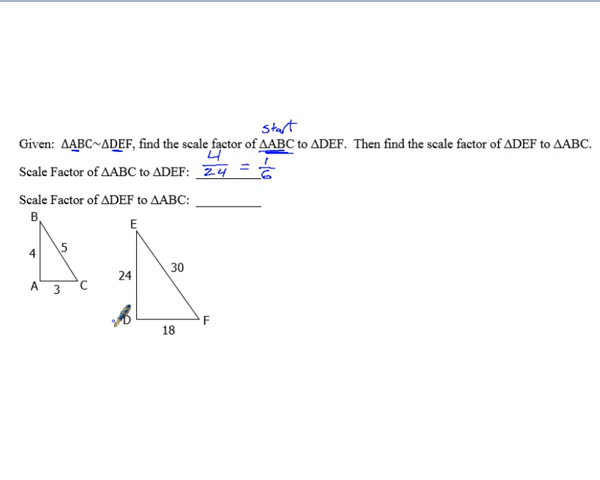 start
Given: ΔABC~ΔDEF, find the scale factor of ΔABC to ΔDEF. Then find the scale factor of ΔDEF to ΔABC.
Scale Factor of ΔABC to ΔDEF: 4/24 = 1/6
Scale Factor of ΔDEF to ΔABC: ________
B
E
4 5
24 30
A 3 C
D F
18